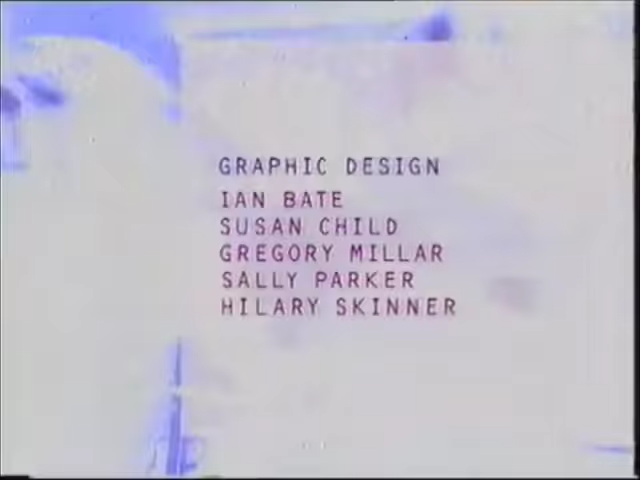 GRAPHIC DESIGN
IAN BATE
SUSAN CHILD
GREGORY MILLAR
SALLY PARKER
HILARY SKINNER